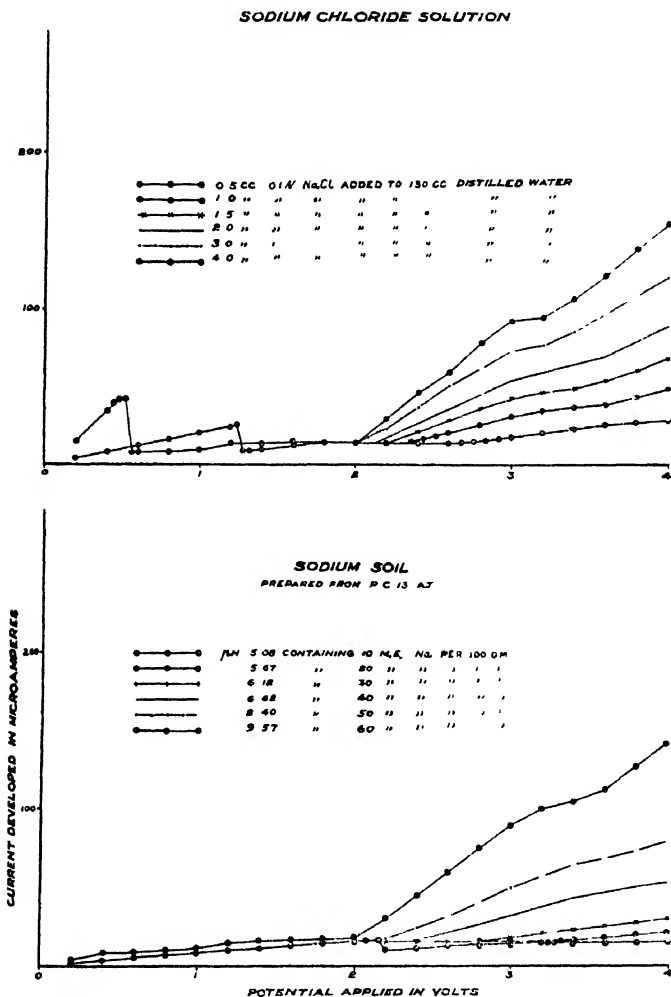 SODIUM CHLORIDE SOLUTION
200
0.5 CC 0.1 N NaCl ADDED TO 130 CC DISTILLED WATER
1.0 " " " " " " "
1.5 " " " " " " " "
2.0 " " " " " " "
3.0 " " " " " " " "
4.0 " " " " " " " "
100
0 1 2 3 4
SODIUM SOIL
PREPARED FROM P.C. 13 A.J
pH 5.08 CONTAINING 10 M.E. Na PER 100 GM
5.67 " 20 " " " " "
6.12 " 30 " " " " "
6.62 " 40 " " " " "
8.40 " 50 " " " " "
9.57 " 60 " " " "
100
CURRENT DEVELOPED IN MICROAMPERES
0 1 2 3 4
POTENTIAL APPLIED IN VOLTS